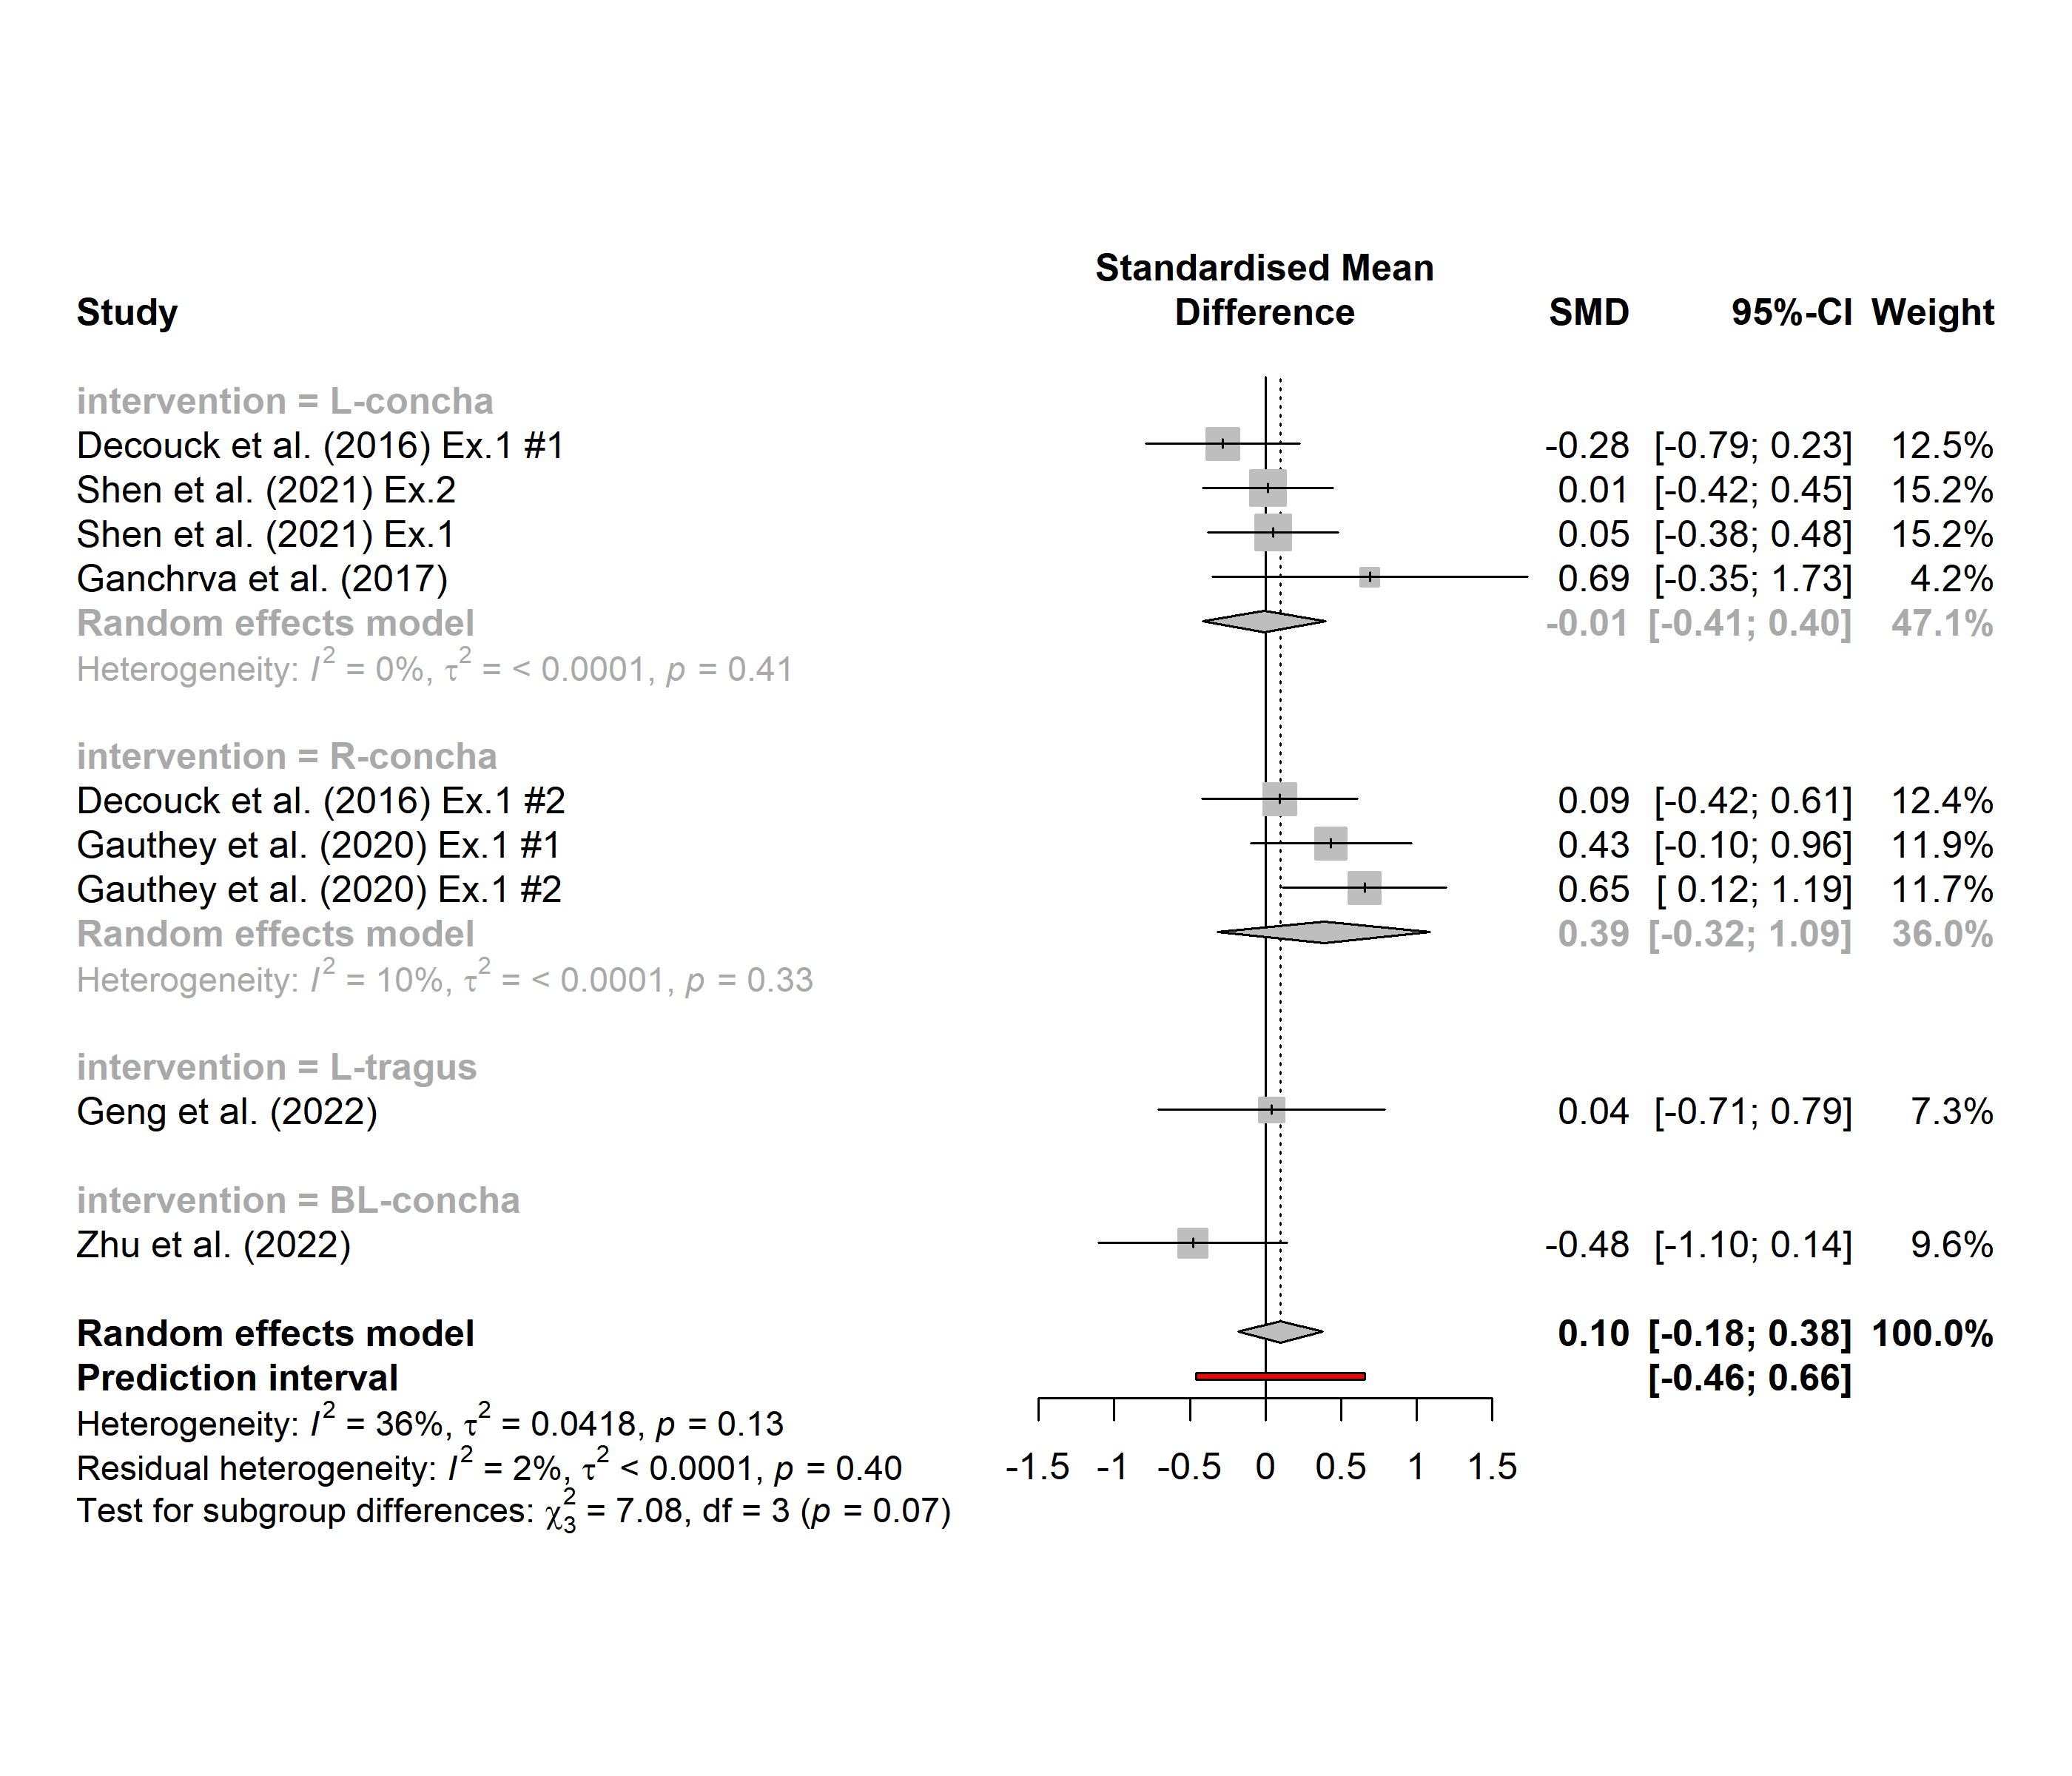 Standardised Mean
Study Difference SMD 95%-CI Weight
intervention = L-concha
Decouck et al. (2016) Ex.1 #1 -0.28 [-0.79; 0.23] 12.5%
Shen et al. (2021) Ex.2 0.01 [-0.42; 0.45] 15.2%
Shen et al. (2021) Ex.1 0.05 [-0.38; 0.48] 15.2%
Ganchrva et al. (2017) 0.69 [-0.35; 1.73] 4.2%
Random effects model -0.01 [-0.41; 0.40] 47.1%
Heterogeneity: I² = 0%, τ² = < 0.0001, p = 0.41
intervention = R-concha
Decouck et al. (2016) Ex.1 #2 0.09 [-0.42; 0.61] 12.4%
Gauthey et al. (2020) Ex.1 #1 0.43 [-0.10; 0.96] 11.9%
Gauthey et al. (2020) Ex.1 #2 0.65 [ 0.12; 1.19] 11.7%
Random effects model 0.39 [-0.32; 1.09] 36.0%
Heterogeneity: I² = 10%, τ² = < 0.0001, p = 0.33
intervention = L-tragus
Geng et al. (2022) 0.04 [-0.71; 0.79] 7.3%
intervention = BL-concha
Zhu et al. (2022) -0.48 [-1.10; 0.14] 9.6%
Random effects model 0.10 [-0.18; 0.38] 100.0%
Prediction interval [-0.46; 0.66]
Heterogeneity: I² = 36%, τ² = 0.0418, p = 0.13
Residual heterogeneity: I² = 2%, τ² < 0.0001, p = 0.40
-1.5 -1 -0.5 0 0.5 1 1.5
Test for subgroup differences: χ²₃ = 7.08, df = 3 (p = 0.07)